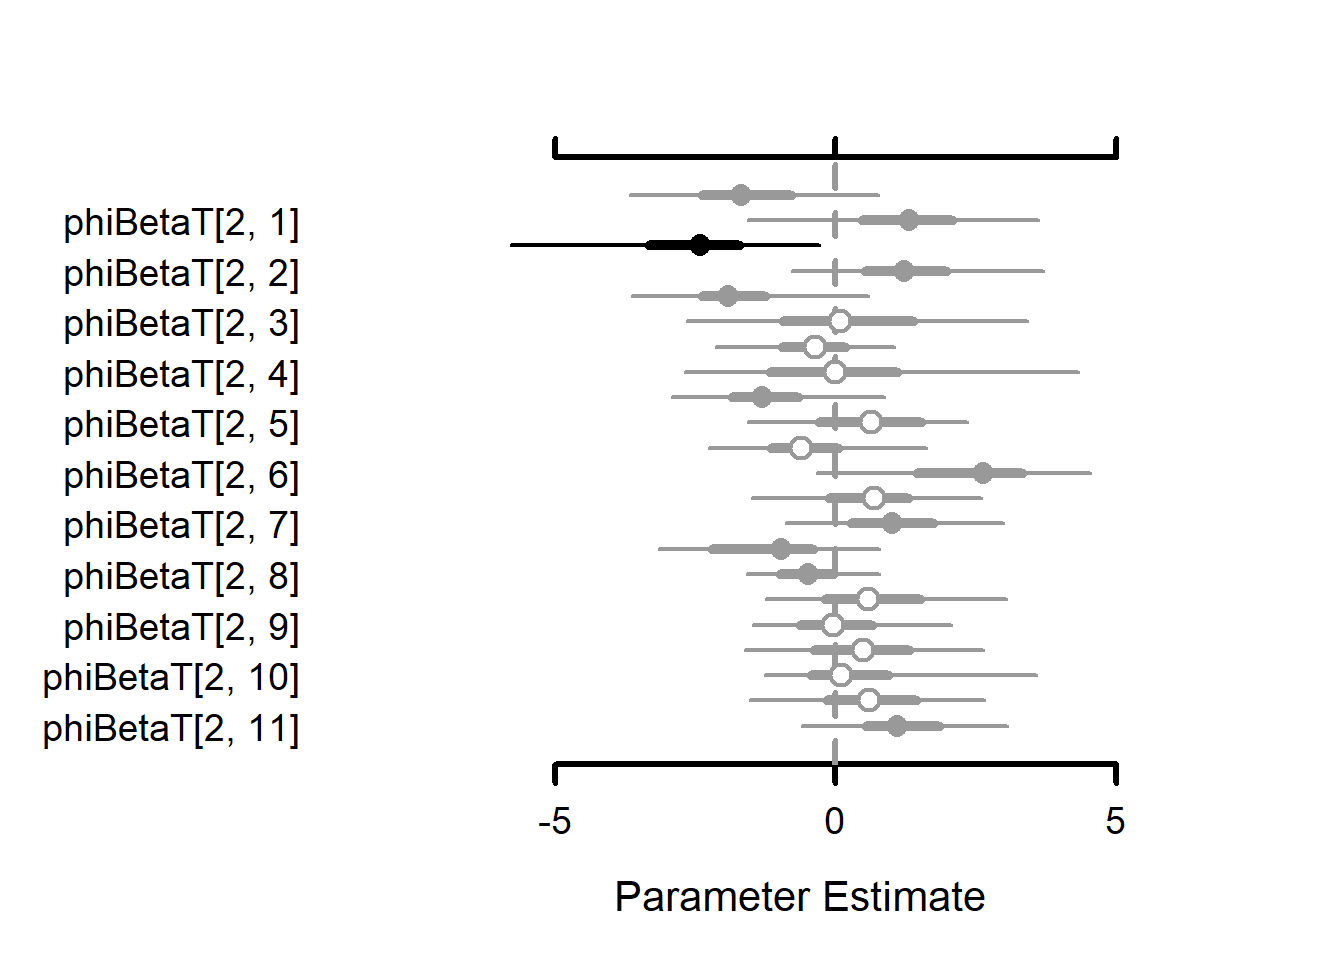 phiBetaT[2, 1]
phiBetaT[2, 2]
phiBetaT[2, 3]
phiBetaT[2, 4]
phiBetaT[2, 5]
phiBetaT[2, 6]
phiBetaT[2, 7]
phiBetaT[2, 8]
phiBetaT[2, 9]
phiBetaT[2, 10]
phiBetaT[2, 11]
-5 0 5
Parameter Estimate